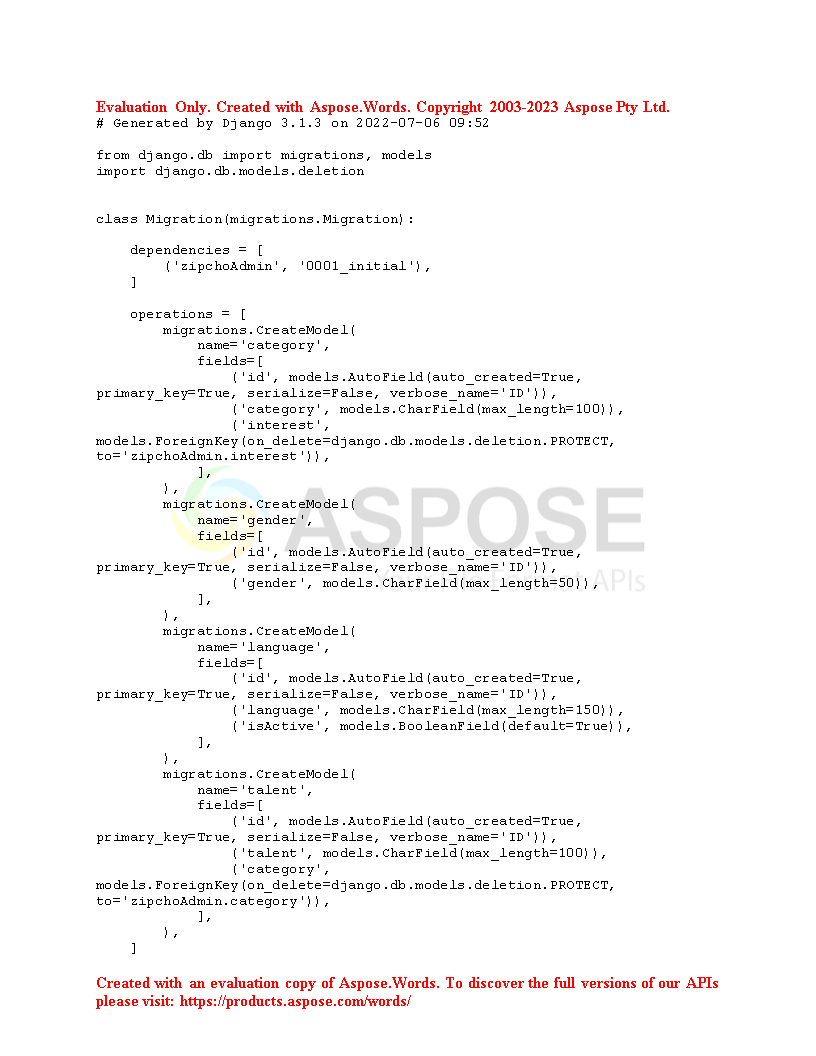 Evaluation Only. Created with Aspose.Words. Copyright 2003-2023 Aspose Pty Ltd.
# Generated by Django 3.1.3 on 2022-07-06 09:52

from django.db import migrations, models
import django.db.models.deletion


class Migration(migrations.Migration):

    dependencies = [
        ('zipchoAdmin', '0001_initial'),
    ]

    operations = [
        migrations.CreateModel(
            name='category',
            fields=[
                ('id', models.AutoField(auto_created=True,
primary_key=True, serialize=False, verbose_name='ID')),
                ('category', models.CharField(max_length=100)),
                ('interest',
models.ForeignKey(on_delete=django.db.models.deletion.PROTECT,
to='zipchoAdmin.interest')),
            ],
        ),
        migrations.CreateModel(
            name='gender',
            fields=[
                ('id', models.AutoField(auto_created=True,
primary_key=True, serialize=False, verbose_name='ID')),
                ('gender', models.CharField(max_length=50)),
            ],
        ),
        migrations.CreateModel(
            name='language',
            fields=[
                ('id', models.AutoField(auto_created=True,
primary_key=True, serialize=False, verbose_name='ID')),
                ('language', models.CharField(max_length=150)),
                ('isActive', models.BooleanField(default=True)),
            ],
        ),
        migrations.CreateModel(
            name='talent',
            fields=[
                ('id', models.AutoField(auto_created=True,
primary_key=True, serialize=False, verbose_name='ID')),
                ('talent', models.CharField(max_length=100)),
                ('category',
models.ForeignKey(on_delete=django.db.models.deletion.PROTECT,
to='zipchoAdmin.category')),
            ],
        ),
    ]
ASPOSE
APIs

Created with an evaluation copy of Aspose.Words. To discover the full versions of our APIs
please visit: https://products.aspose.com/words/